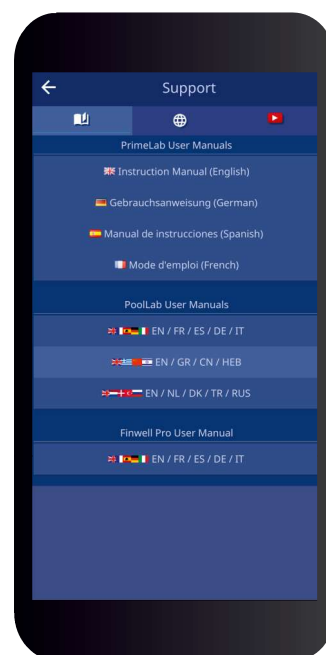 Support
PrimeLab User Manuals
Instruction Manual (English)
Gebrauchsanweisung (German)
Manual de instrucciones (Spanish)
Mode d'emploi (French)
PoolLab User Manuals
EN / FR / ES / DE / IT
EN / GR / CN / HEB
EN / NL / DK / TR / RUS
Finwell Pro User Manual
EN / FR / ES / DE / IT